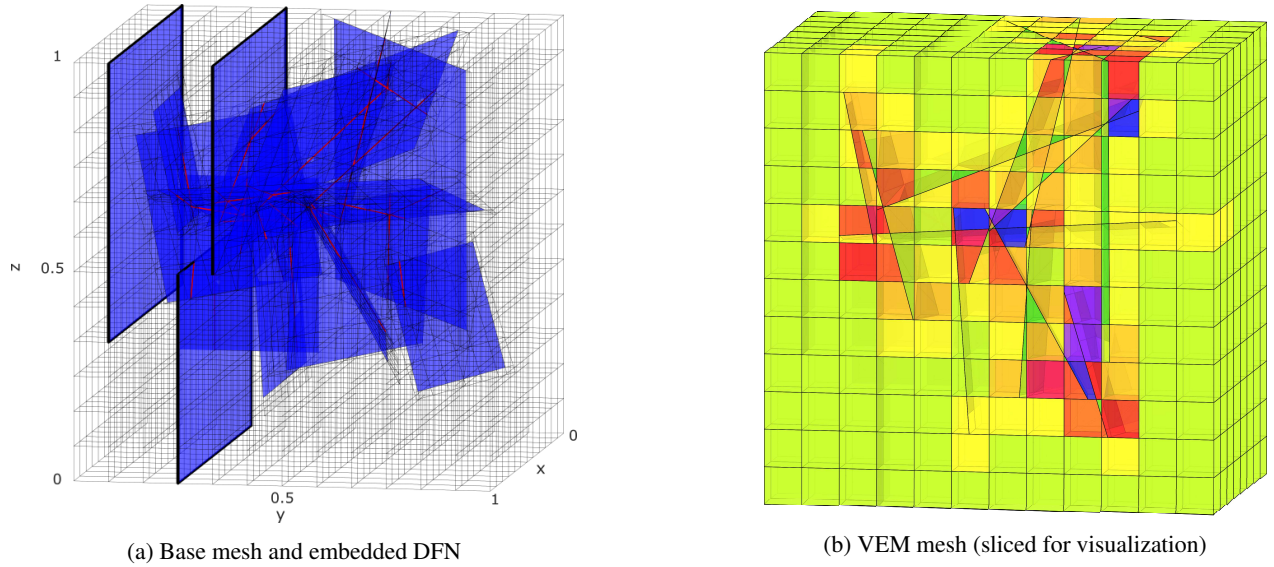 1
z
0.5
0
0.5
y
1
x
0
(a) Base mesh and embedded DFN
(b) VEM mesh (sliced for visualization)